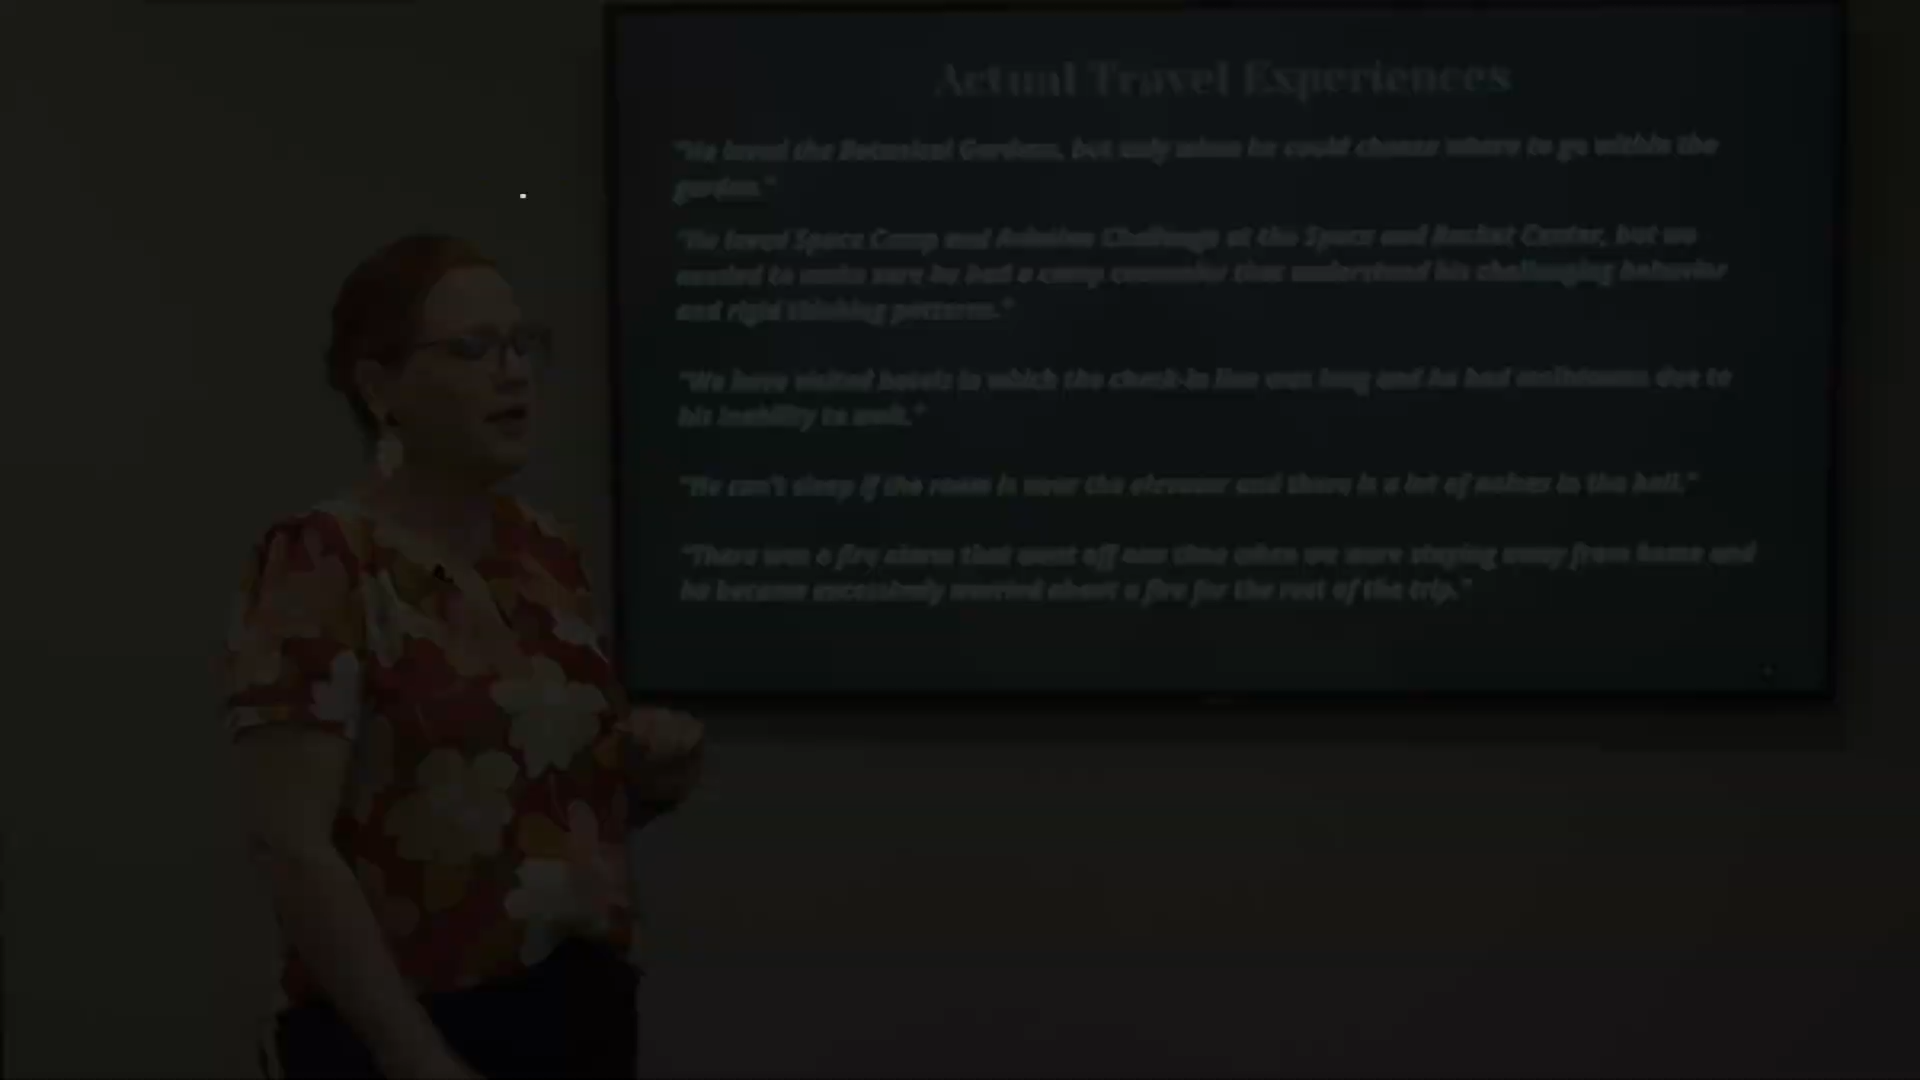 Actual Travel Experiences
"He loved the Botanical Gardens, but only when he could choose where to go within the
garden."
"He loved Space Camp and Aviation Challenge at the Space and Rocket Center, but we
needed to make sure he had a camp counselor that understood his challenging behavior
and rigid thinking patterns."
"We have visited hotels in which the check-in line was long and he had meltdowns due to
his inability to wait."
"He can't sleep if the room is near the elevator and there is a lot of noises in the hall."
"There was a fire alarm that went off one time when we were staying away from home and
he became excessively worried about a fire for the rest of the trip."